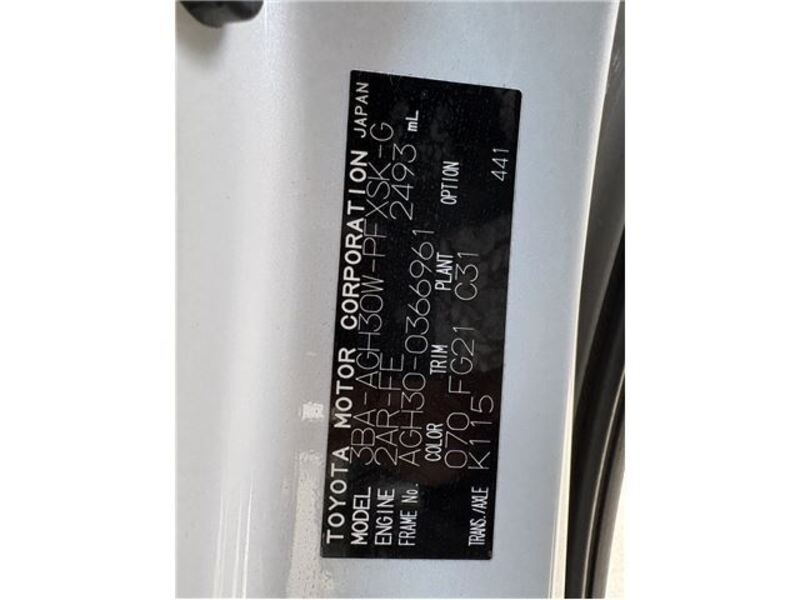 TOYOTA MOTOR CORPORATION JAPAN
MODEL 3BA-AGH30W-PFXSK-G
ENGINE 2AR-FE 2493 mL
FRAME No. AGH30-0366961
COLOR TRIM PLANT OPTION
070 FG21 C31 441
TRANS./AXLE K115